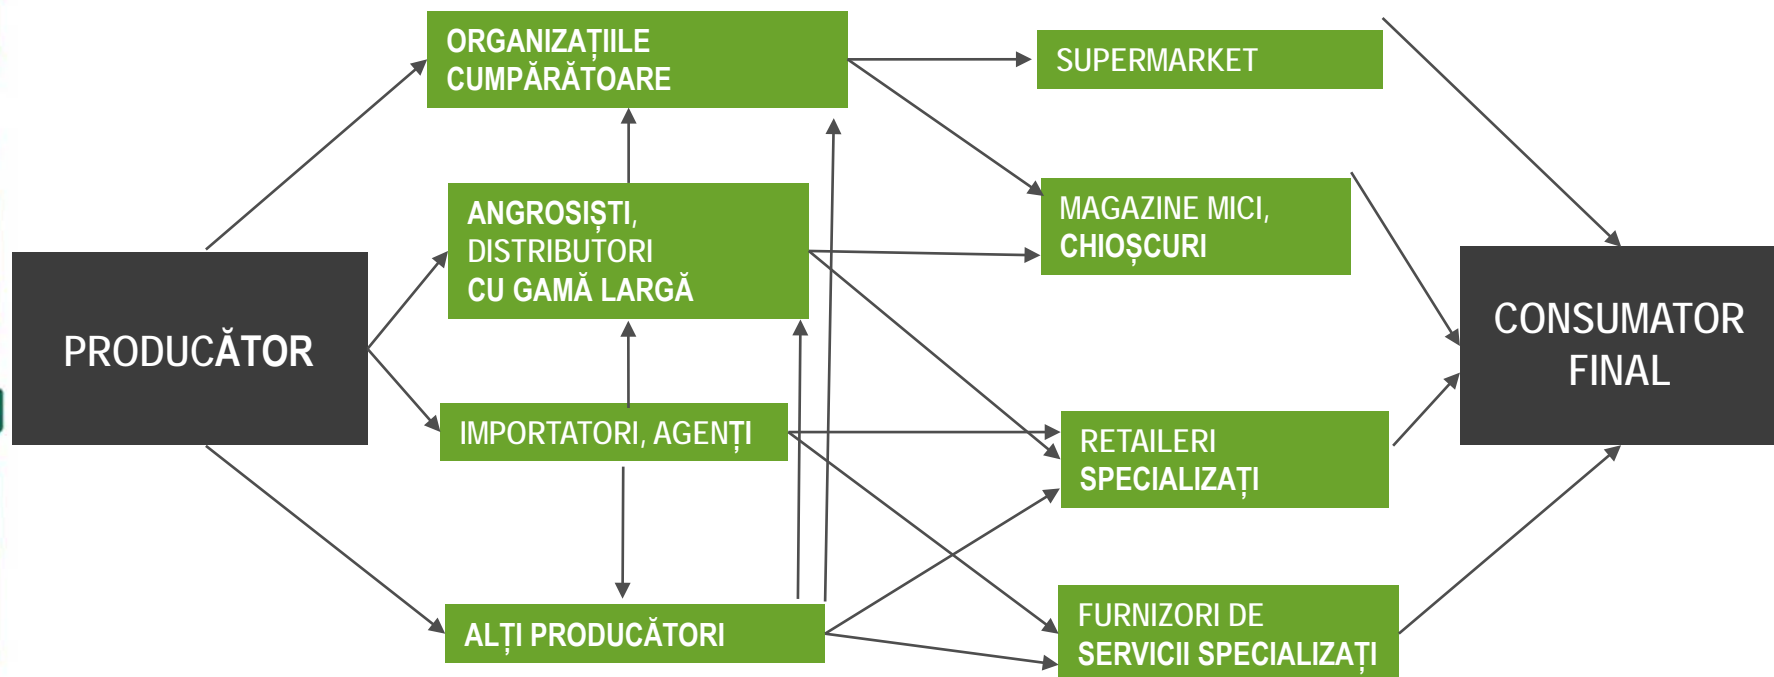 ORGANIZAȚIILE
CUMPĂRĂTOARE
SUPERMARKET
ANGROSIȘTI,
DISTRIBUTORI
CU GAMĂ LARGĂ
MAGAZINE MICI,
CHIOȘCURI
PRODUCĂTOR
CONSUMATOR
FINAL
IMPORTATORI, AGENȚI
RETAILERI
SPECIALIZAȚI
ALȚI PRODUCĂTORI
FURNIZORI DE
SERVICII SPECIALIZAȚI